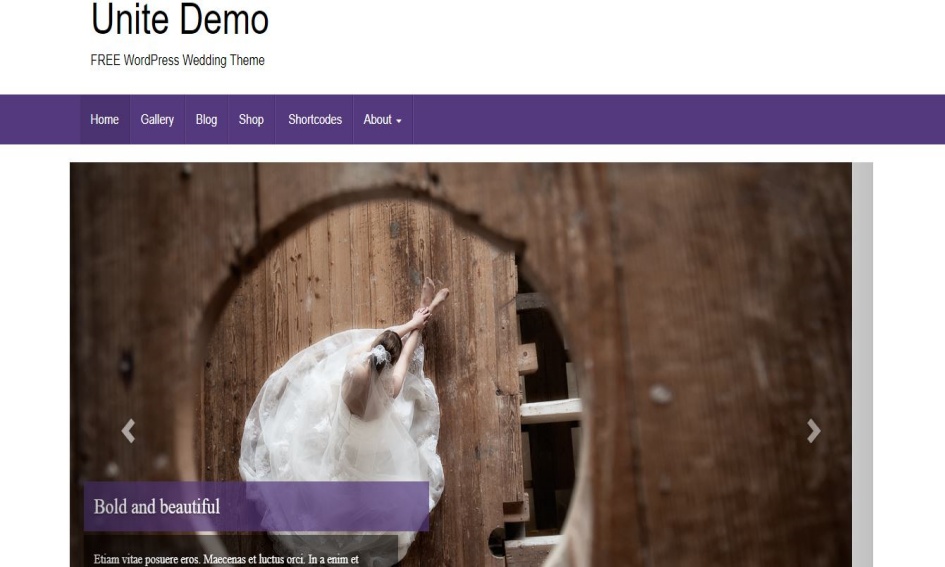 Unite Demo
FREE WordPress Wedding Theme
Home Gallery Blog Shop Shortcodes About
Bold and beautiful
Etiam vitae posuere eros. Maecenas et luctus orci. In a enim et